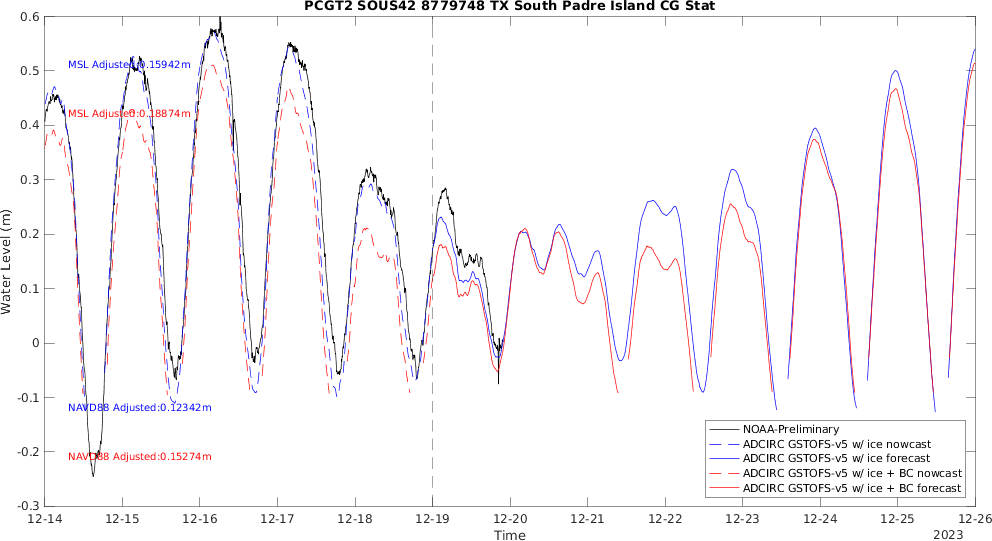 PCGT2 SOUS42 8779748 TX South Padre Island CG Stat
0.6
0.5
0.4
0.3
0.2
0.1
0
-0.1
-0.2
-0.3
Water Level (m)
MSL Adjusted:0.15942m
MSL Adjusted:0.18874m
NAVD88 Adjusted:0.12342m
NAVD88 Adjusted:0.15274m
NOAA-Preliminary
ADCIRC GSTOFS-v5 w/ ice nowcast
ADCIRC GSTOFS-v5 w/ ice forecast
ADCIRC GSTOFS-v5 w/ ice + BC nowcast
ADCIRC GSTOFS-v5 w/ ice + BC forecast
12-14 12-15 12-16 12-17 12-18 12-19 12-20 12-21 12-22 12-23 12-24 12-25 12-26
Time
2023